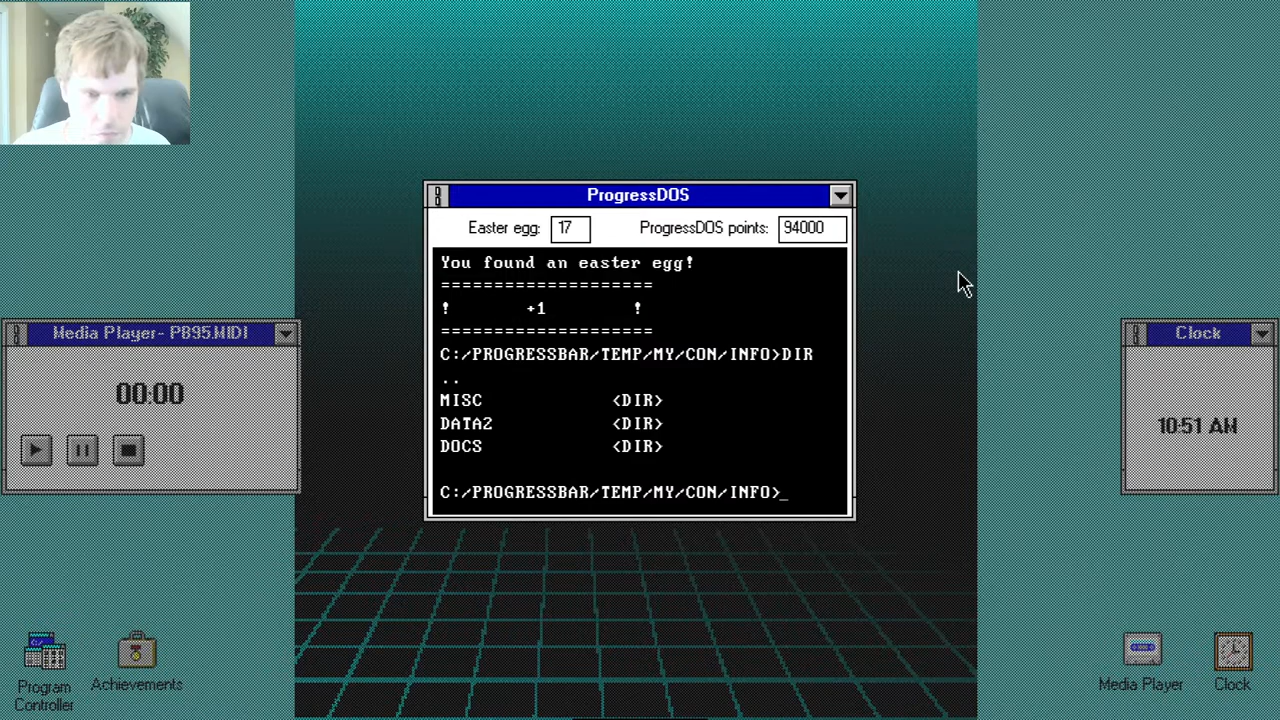 ProgressDOS
Easter egg: 17 ProgressDOS points: 94000
You found an easter egg!
====================
! +1 !
====================
C:/PROGRESSBAR/TEMP/MY/CON/INFO>DIR
..
MISC <DIR>
DATA2 <DIR>
DOCS <DIR>
C:/PROGRESSBAR/TEMP/MY/CON/INFO>_
Media Player- PB95.MIDI
00:00
Clock
10:51 AM
Program
Controller
Achievements
Media Player
Clock